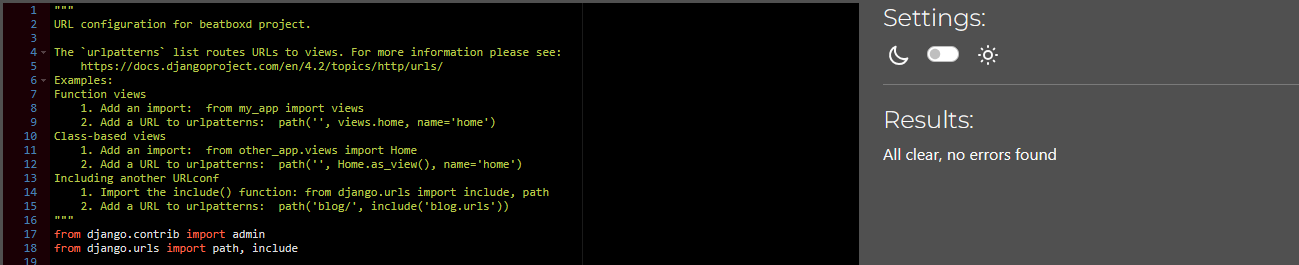 1 """
2 URL configuration for beatboxd project.
3
4 The `urlpatterns` list routes URLs to views. For more information please see:
5     https://docs.djangoproject.com/en/4.2/topics/http/urls/
6 Examples:
7 Function views
8     1. Add an import:  from my_app import views
9     2. Add a URL to urlpatterns:  path('', views.home, name='home')
10 Class-based views
11     1. Add an import:  from other_app.views import Home
12     2. Add a URL to urlpatterns:  path('', Home.as_view(), name='home')
13 Including another URLconf
14     1. Import the include() function: from django.urls import include, path
15     2. Add a URL to urlpatterns:  path('blog/', include('blog.urls'))
16 """
17 from django.contrib import admin
18 from django.urls import path, include
19
Settings:
Results:
All clear, no errors found